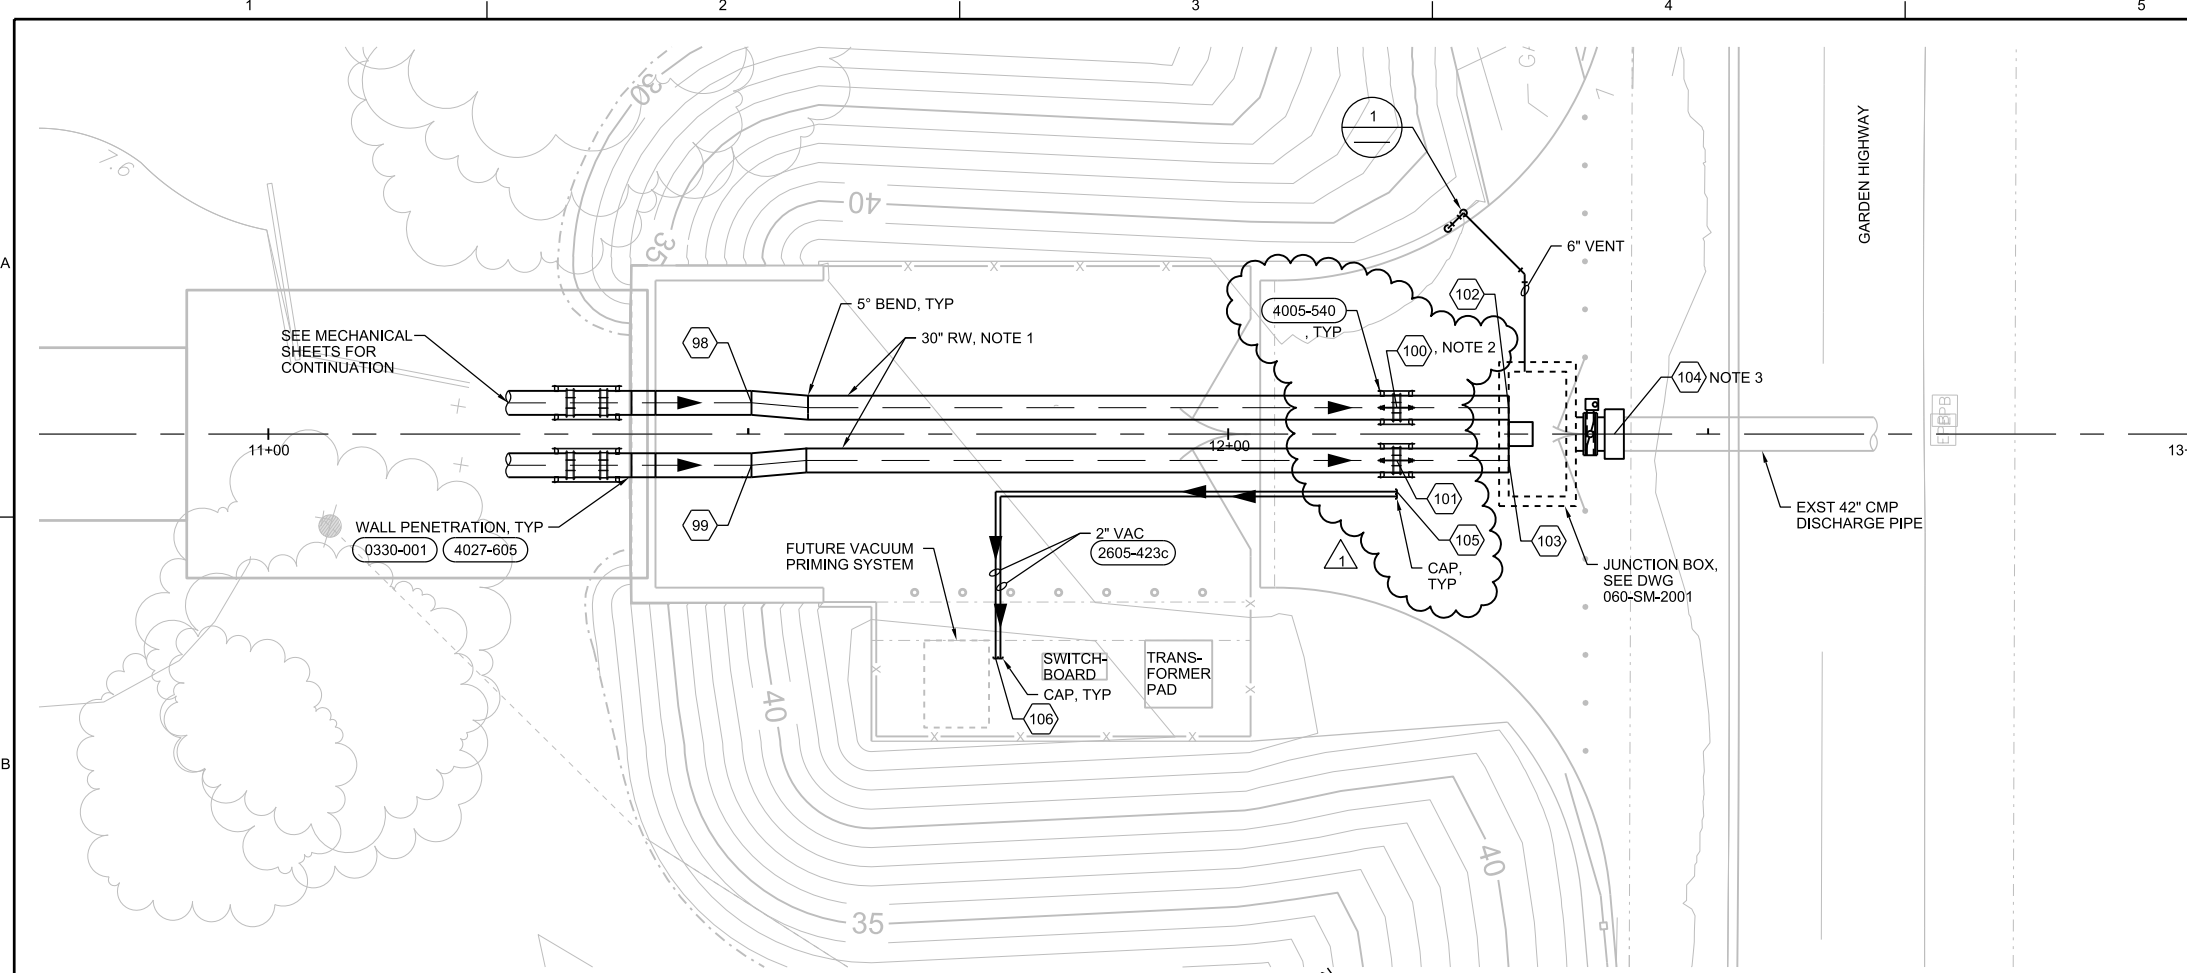 1
2
3
4
5
A
B
30
7.6
40
35
GARDEN HIGHWAY
1
6" VENT
102
4005-540
, TYP
5° BEND, TYP
30" RW, NOTE 1
98
SEE MECHANICAL
SHEETS FOR
CONTINUATION
100
, NOTE 2
104
NOTE 3
11+00
12+00
13+
EXST 42" CMP
DISCHARGE PIPE
WALL PENETRATION, TYP
0330-001
4027-605
99
FUTURE VACUUM
PRIMING SYSTEM
2" VAC
2605-423c
101
105
103
1
CAP,
TYP
JUNCTION BOX,
SEE DWG
060-SM-2001
SWITCH-
BOARD
TRANS-
FORMER
PAD
CAP, TYP
106
40
40
35